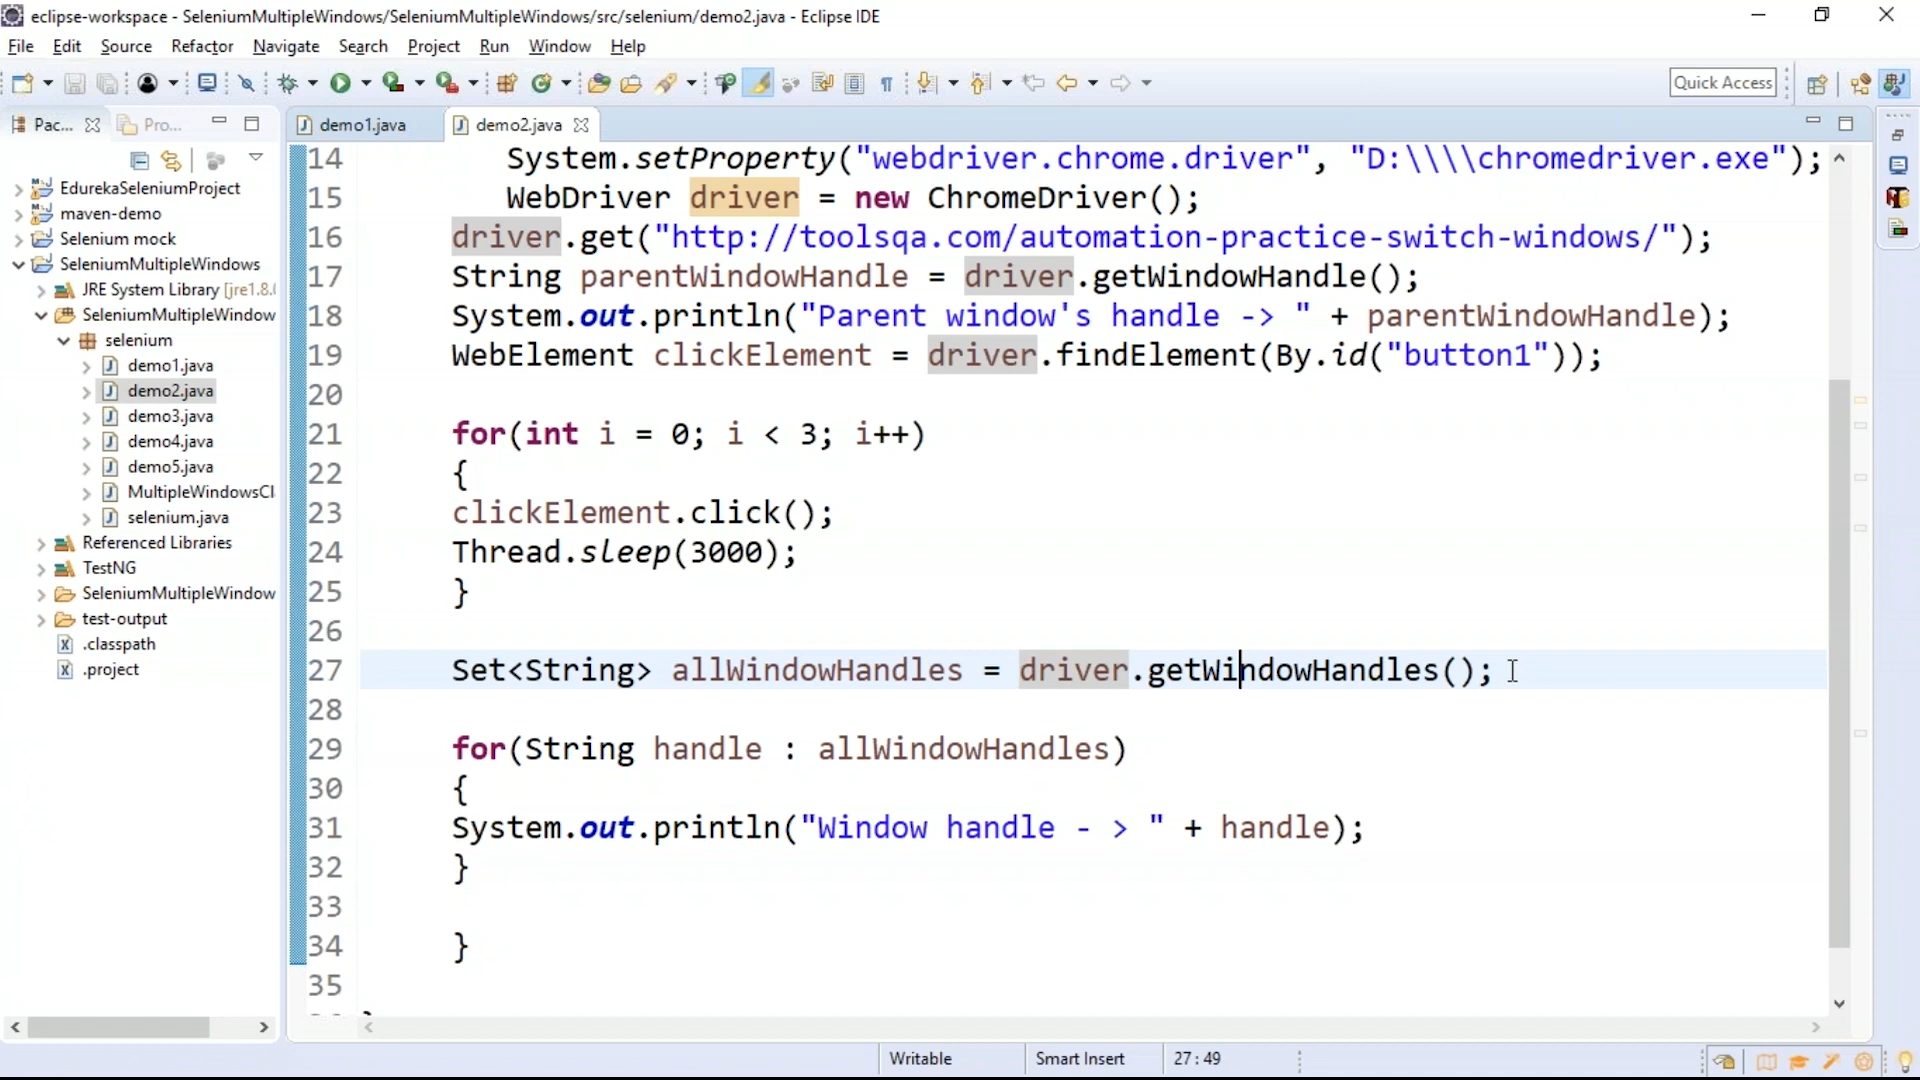 eclipse-workspace - SeleniumMultipleWindows/SeleniumMultipleWindows/src/selenium/demo2.java - Eclipse IDE
File Edit Source Refactor Navigate Search Project Run Window Help
Quick Access
Pac... Pro...
demo1.java demo2.java
EdurekaSeleniumProject
maven-demo
Selenium mock
SeleniumMultipleWindows
JRE System Library [jre1.8.(
SeleniumMultipleWindow
selenium
demo1.java
demo2.java
demo3.java
demo4.java
demo5.java
MultipleWindowsCl
selenium.java
Referenced Libraries
TestNG
SeleniumMultipleWindow
test-output
.classpath
.project
14 System.setProperty("webdriver.chrome.driver", "D:\\\\chromedriver.exe");
15 WebDriver driver = new ChromeDriver();
16 driver.get("http://toolsqa.com/automation-practice-switch-windows/");
17 String parentWindowHandle = driver.getWindowHandle();
18 System.out.println("Parent window's handle -> " + parentWindowHandle);
19 WebElement clickElement = driver.findElement(By.id("button1"));
20
21 for(int i = 0; i < 3; i++)
22 {
23 clickElement.click();
24 Thread.sleep(3000);
25 }
26
27 Set<String> allWindowHandles = driver.getWindowHandles();
28
29 for(String handle : allWindowHandles)
30 {
31 System.out.println("Window handle - > " + handle);
32 }
33
34 }
35
Writable Smart Insert 27 : 49